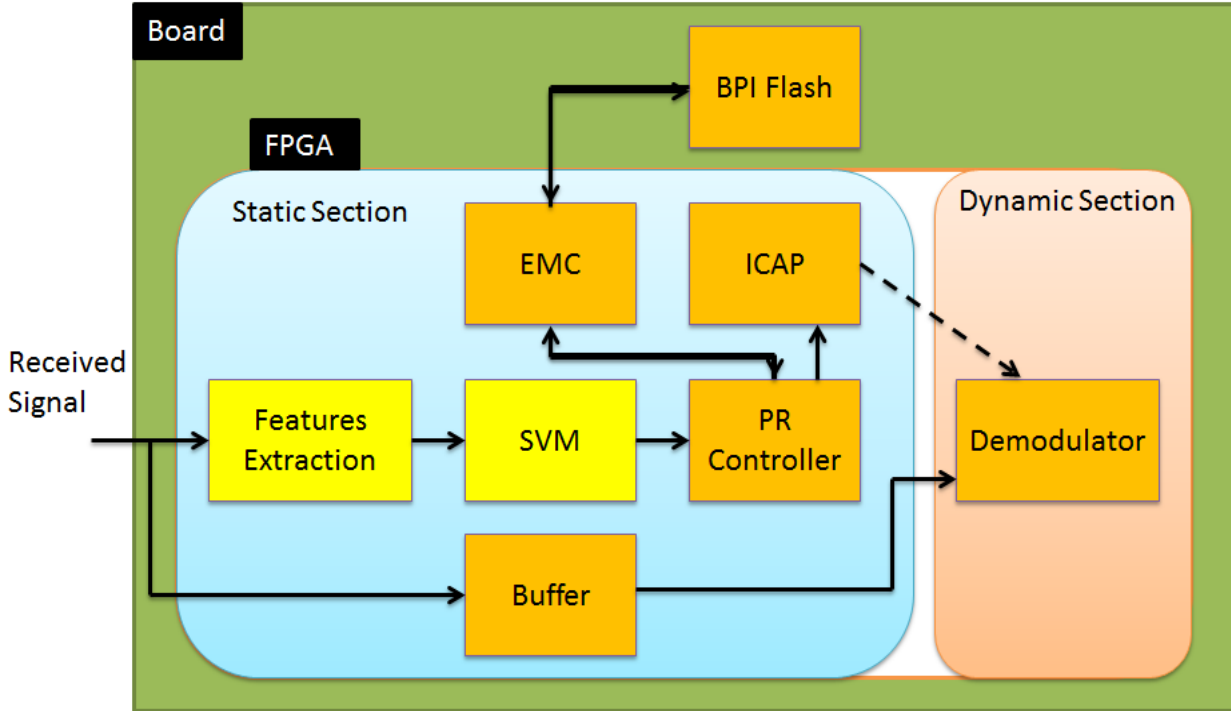 Board
BPI Flash
FPGA
Static Section
Dynamic Section
EMC
ICAP
Received
Signal
Features
Extraction
SVM
PR
Controller
Demodulator
Buffer